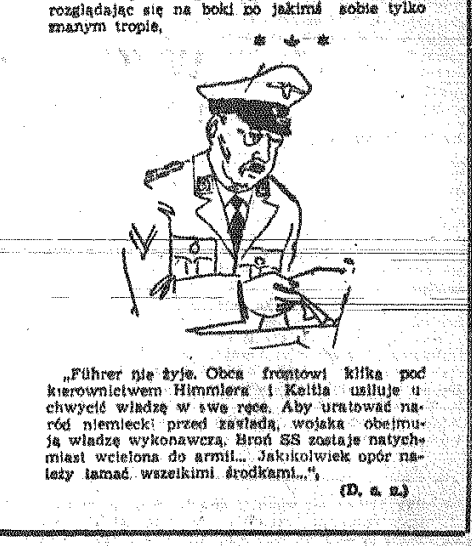 rozglądając się na boki po jakimś sobie tylko
znanym tropie.
* * *
„Führer nie żyje. Obca frontowi klika pod
kierownictwem Himmlera i Keitla usiłuje u
chwycić władzę w swe ręce. Aby uratować na-
ród niemiecki przed zagładą, wojska obejmu-
ją władzę wykonawczą. Broń SS zostaje natych-
miast wcielona do armii... Jakikolwiek opór na-
leży łamać wszelkimi środkami...".
(D. c. n.)